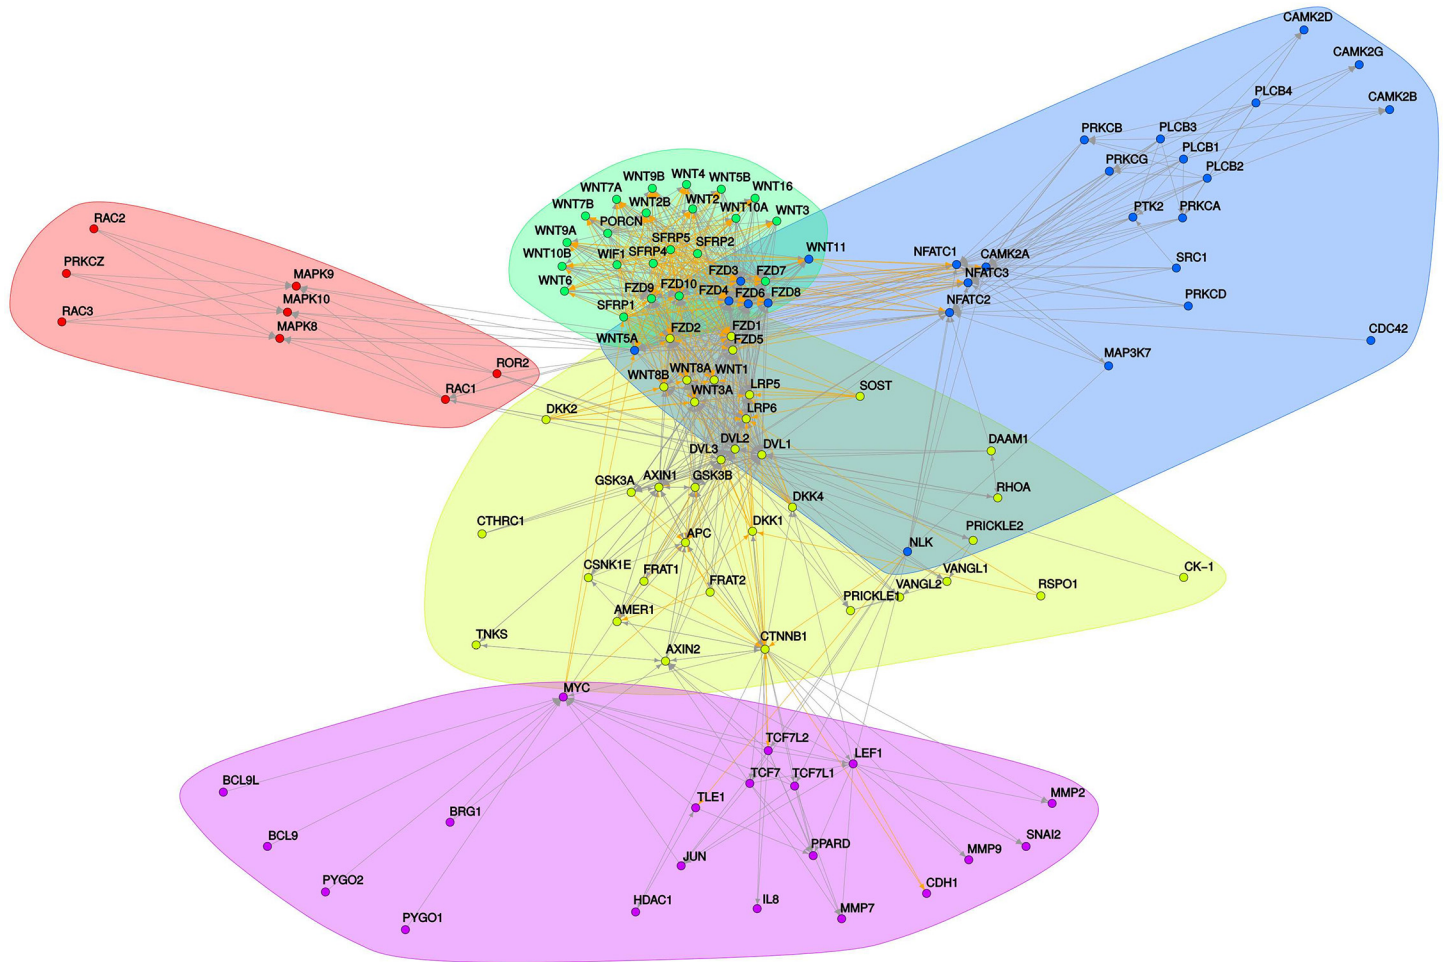 CAMK2D
CAMK2G
PLCB4
CAMK2B
PRKCB
PLCB3
PLCB1
PRKCG
PLCB2
PTK2
PRKCA
WNT9B
WNT4
WNT5B
WNT7A
WNT16
WNT2B
WNT2
WNT7B
WNT10A
WNT3
PORCN
WNT9A
SFRP5
SFRP2
WNT11
WNT10B
WIF1
SFRP4
RAC2
PRKCZ
RAC3
MAPK9
MAPK10
MAPK8
ROR2
RAC1
NFATC1
CAMK2A
SRC1
NFATC3
NFATC2
PRKCD
CDC42
MAP3K7
WNT6
FZD3
FZD7
FZD9
FZD10
FZD4
FZD6
FZD8
SFRP1
FZD2
FZD1
FZD5
WNT5A
WNT8B
WNT8A
WNT1
WNT3A
LRP5
SOST
DKK2
LRP6
DVL2
DVL1
DVL3
DAAM1
GSK3A
AXIN1
GSK3B
RHOA
DKK4
CTHRC1
DKK1
PRICKLE2
APC
NLK
CSNK1E
FRAT1
FRAT2
VANGL1
VANGL2
RSPO1
CK-1
PRICKLE1
AMER1
TNKS
CTNNB1
AXIN2
MYC
TCF7L2
LEF1
BCL9L
TCF7
TCF7L1
TLE1
MMP2
BRG1
BCL9
SNAI2
PPARD
MMP9
JUN
PYGO2
CDH1
HDAC1
IL8
MMP7
PYGO1